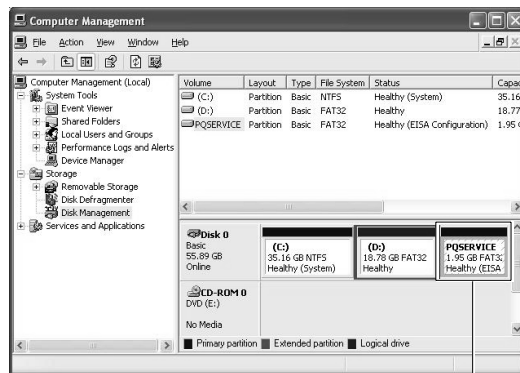 Computer Management
File Action View Window Help
Computer Management (Local)
System Tools
Event Viewer
Shared Folders
Local Users and Groups
Performance Logs and Alerts
Device Manager
Storage
Removable Storage
Disk Defragmenter
Disk Management
Services and Applications
Volume Layout Type File System Status Capac
(C:) Partition Basic NTFS Healthy (System) 35.16
(D:) Partition Basic FAT32 Healthy 18.77
PQSERVICE Partition Basic FAT32 Healthy (EISA Configuration) 1.95
Disk 0
Basic
55.89 GB
Online
(C:)
35.16 GB NTFS
Healthy (System)
(D:)
18.78 GB FAT32
Healthy
PQSERVICE
1.95 GB FAT32
Healthy (EISA
CD-ROM 0
DVD (E:)
No Media
Primary partition Extended partition Logical drive